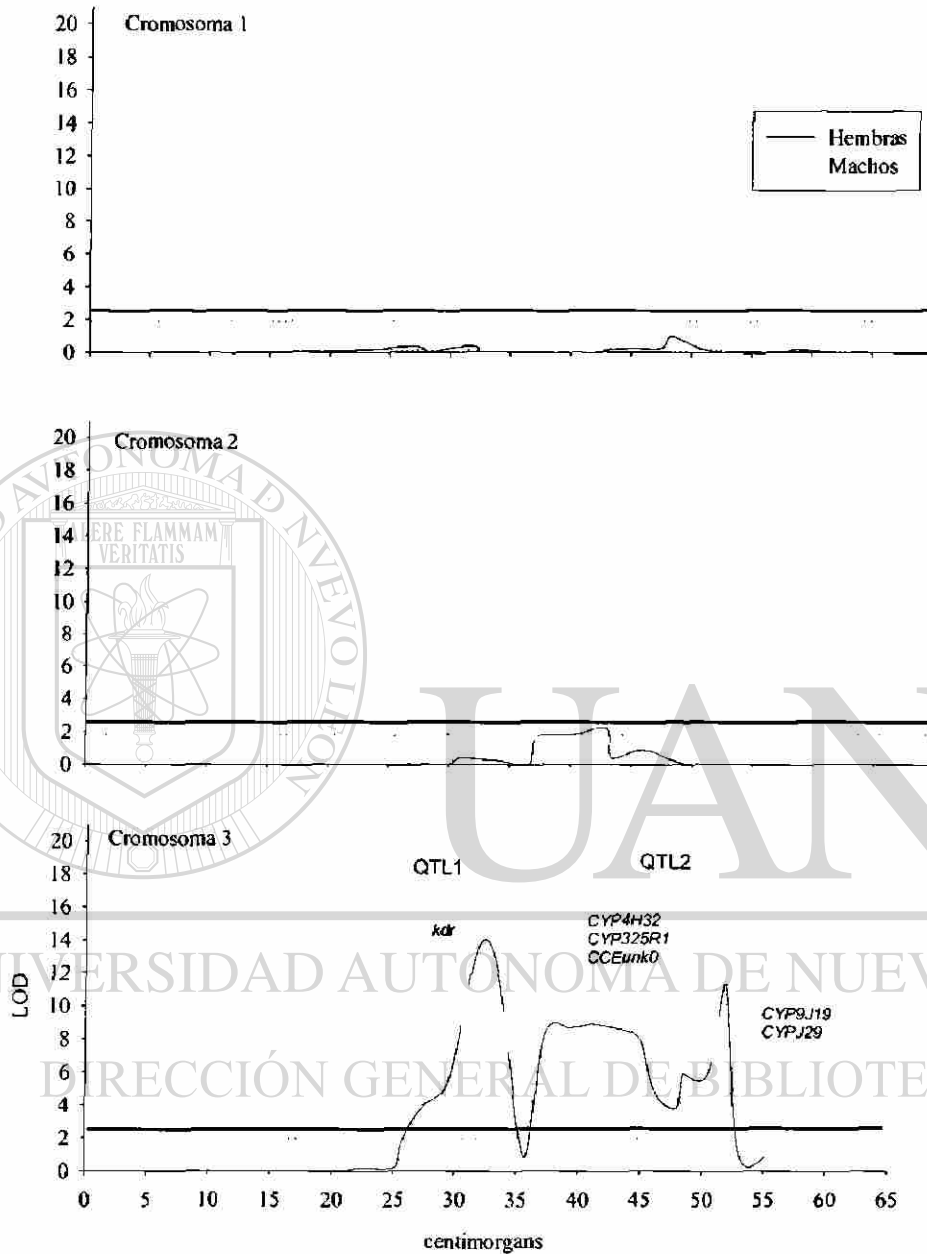 Cromosoma 1
20
18
16
14
12
10
8
6
4
2
0
Hembras
Machos
Cromosoma 2
20
18
16
14
12
10
8
6
4
2
0
Cromosoma 3
20
18
16
14
12
10
8
6
4
2
0
LOD
QTL1
QTL2
kdr
CYP4H32
CYP325R1
CCEunk0
CYP9J19
CYPJ29
0 5 10 15 20 25 30 35 40 45 50 55 60 65
centimorgans
ALERE FLAMMAM
VERITATIS
UAN
UNIVERSIDAD AUTÓNOMA DE NUEV
DIRECCIÓN GENERAL DE BIBLIOTE